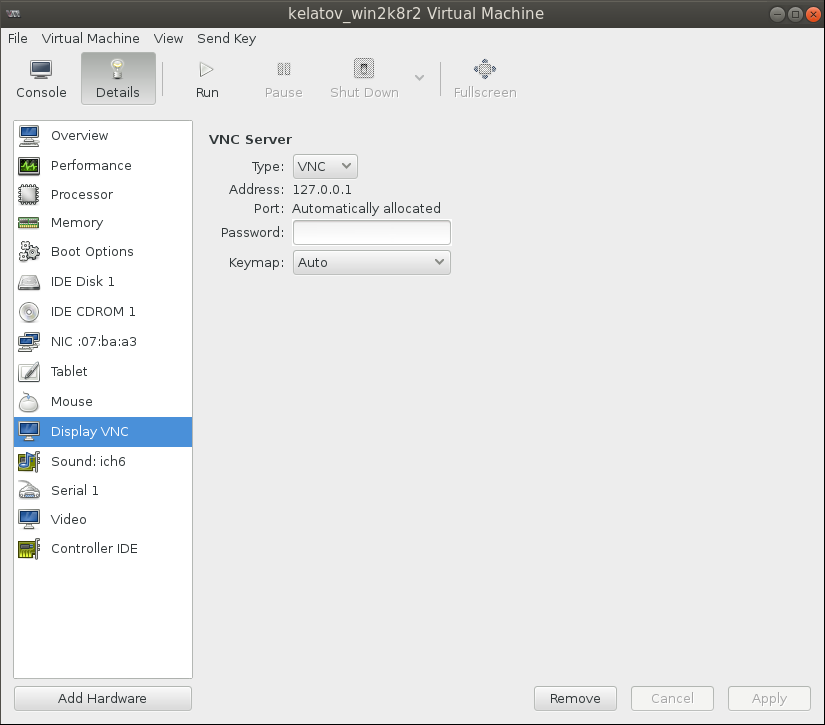 kelatov_win2k8r2 Virtual Machine
File Virtual Machine View Send Key
Console Details Run Pause Shut Down Fullscreen
Overview
Performance
Processor
Memory
Boot Options
IDE Disk 1
IDE CDROM 1
NIC :07:ba:a3
Tablet
Mouse
Display VNC
Sound: ich6
Serial 1
Video
Controller IDE
Add Hardware
VNC Server
Type: VNC
Address: 127.0.0.1
Port: Automatically allocated
Password:
Keymap: Auto
Remove Cancel Apply